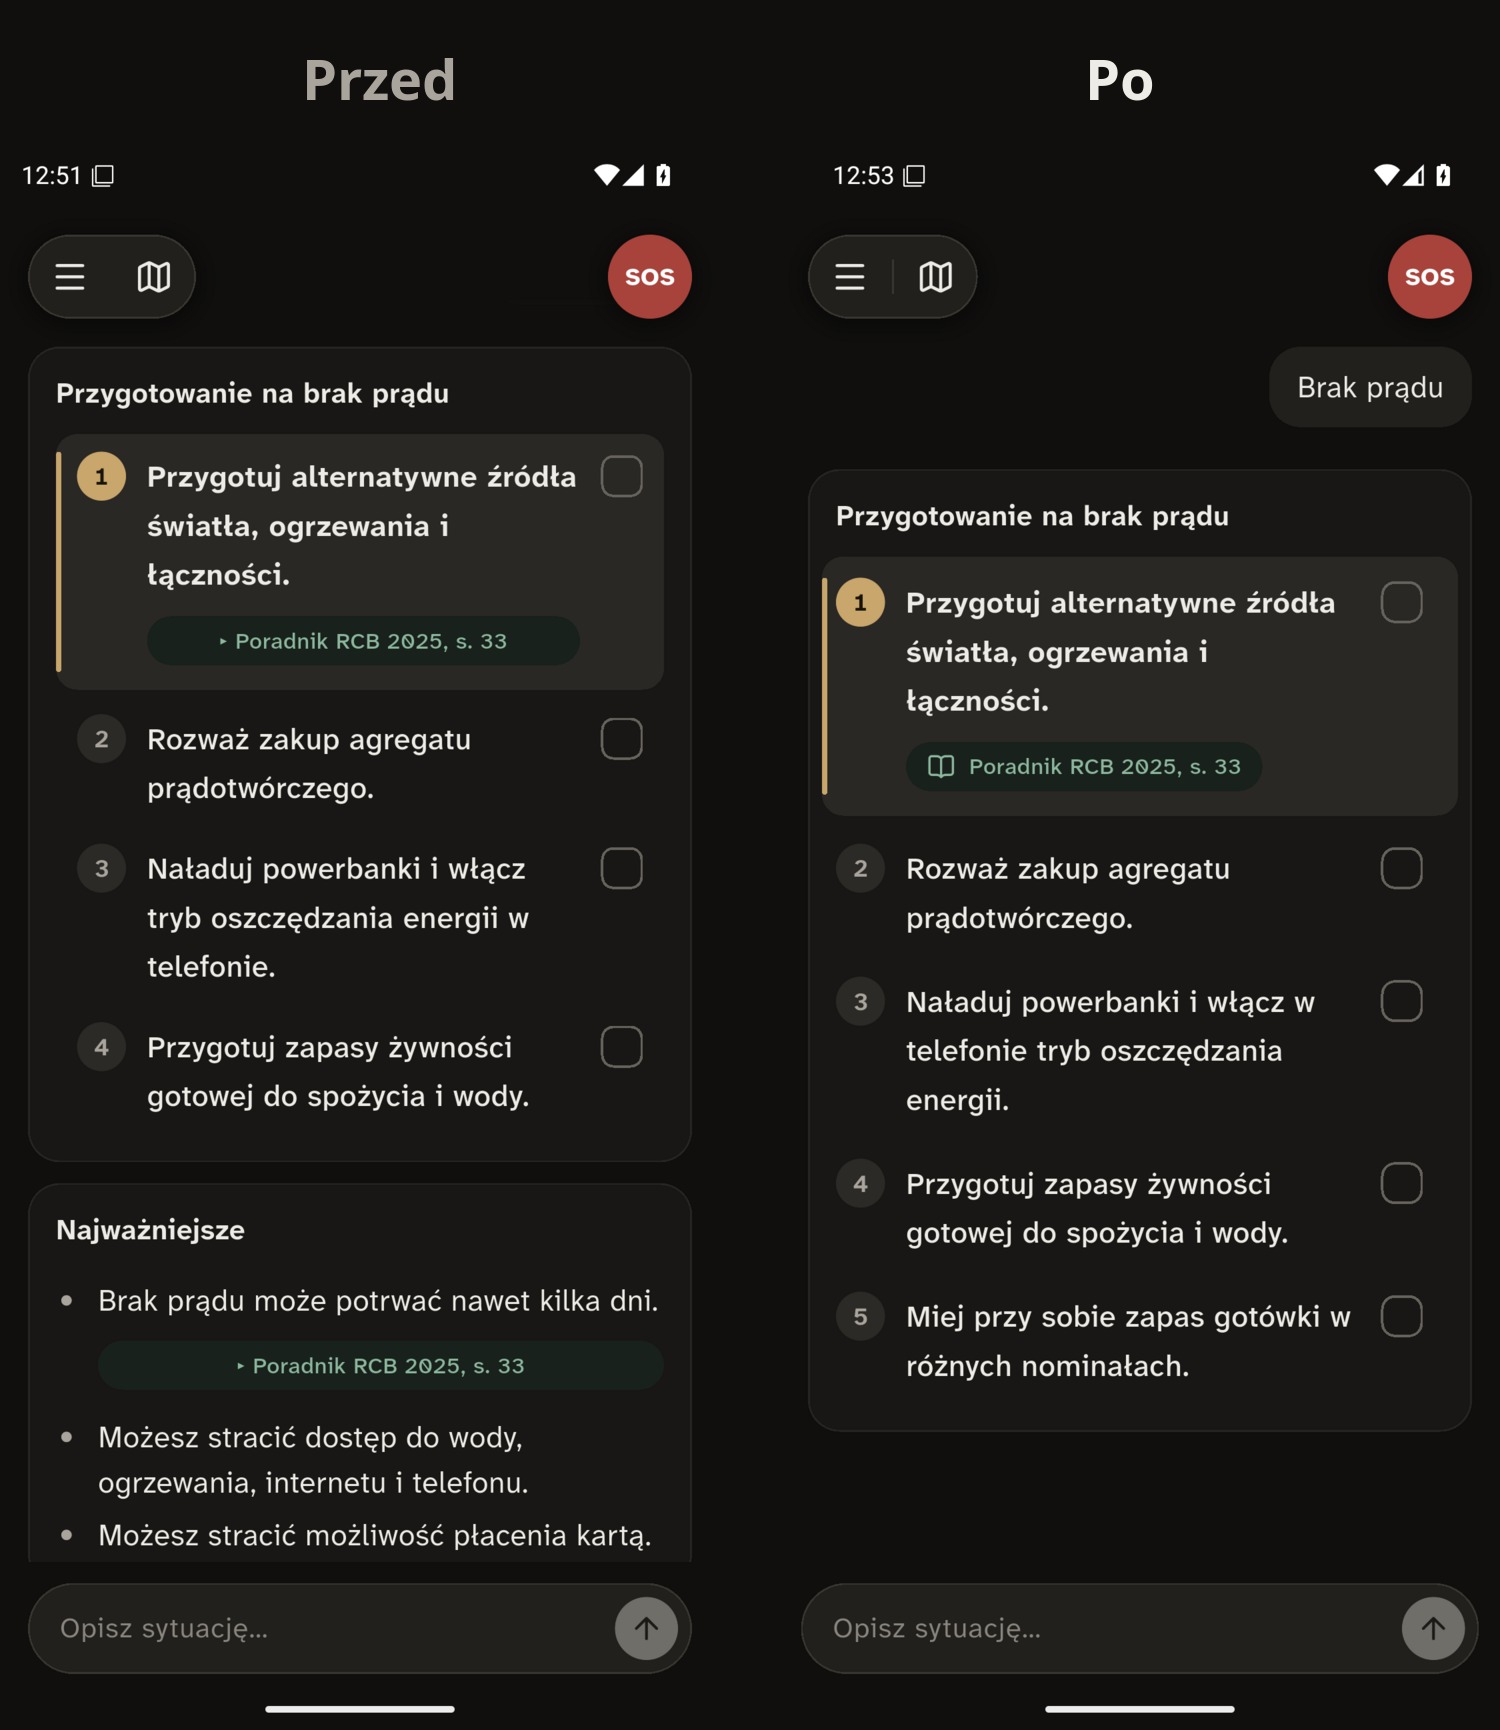 Przed
12:51
SOS
Przygotowanie na brak prądu
1
Przygotuj alternatywne źródła
światła, ogrzewania i
łączności.
‣ Poradnik RCB 2025, s. 33
2
Rozważ zakup agregatu
prądotwórczego.
3
Naładuj powerbanki i włącz
tryb oszczędzania energii w
telefonie.
4
Przygotuj zapasy żywności
gotowej do spożycia i wody.
Najważniejsze
• Brak prądu może potrwać nawet kilka dni.
‣ Poradnik RCB 2025, s. 33
• Możesz stracić dostęp do wody,
ogrzewania, internetu i telefonu.
• Możesz stracić możliwość płacenia kartą.
Opisz sytuację...
Po
12:53
SOS
Brak prądu
Przygotowanie na brak prądu
1
Przygotuj alternatywne źródła
światła, ogrzewania i
łączności.
Poradnik RCB 2025, s. 33
2
Rozważ zakup agregatu
prądotwórczego.
3
Naładuj powerbanki i włącz w
telefonie tryb oszczędzania
energii.
4
Przygotuj zapasy żywności
gotowej do spożycia i wody.
5
Miej przy sobie zapas gotówki w
różnych nominałach.
Opisz sytuację...